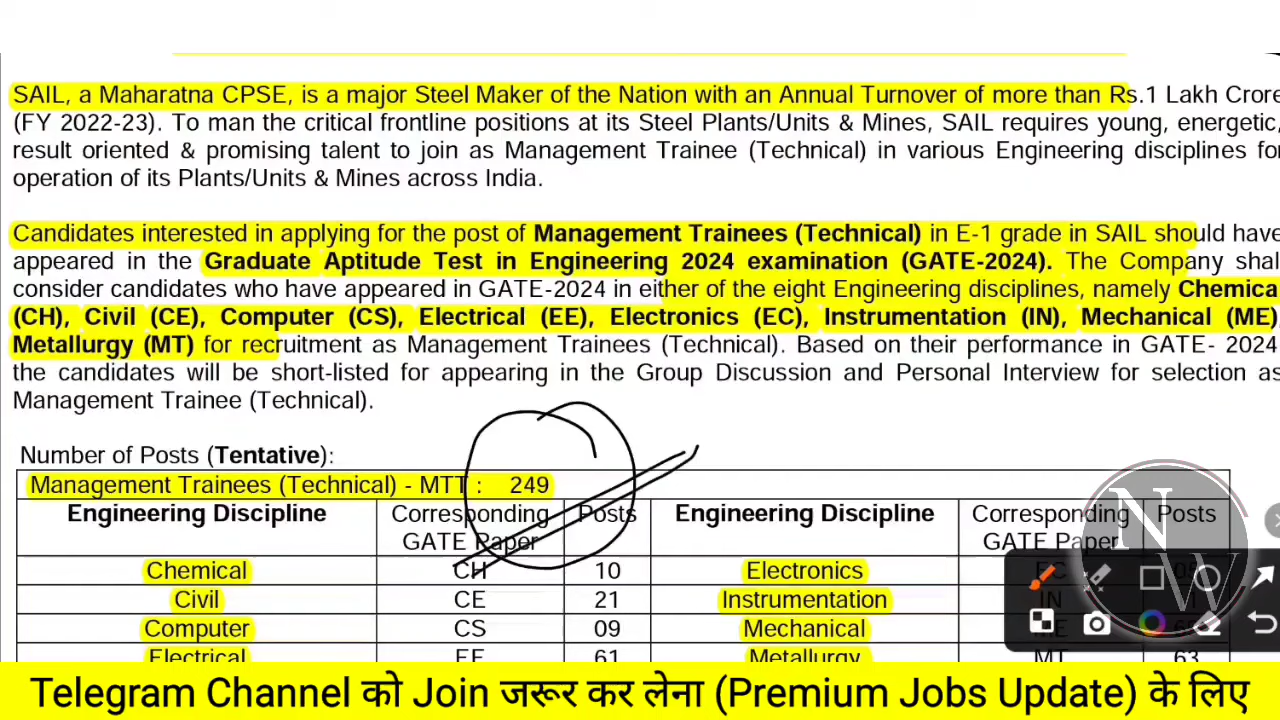 SAIL, a Maharatna CPSE, is a major Steel Maker of the Nation with an Annual Turnover of more than Rs.1 Lakh Crore
(FY 2022-23). To man the critical frontline positions at its Steel Plants/Units & Mines, SAIL requires young, energetic,
result oriented & promising talent to join as Management Trainee (Technical) in various Engineering disciplines for
operation of its Plants/Units & Mines across India.
Candidates interested in applying for the post of Management Trainees (Technical) in E-1 grade in SAIL should have
appeared in the Graduate Aptitude Test in Engineering 2024 examination (GATE-2024). The Company shal
consider candidates who have appeared in GATE-2024 in either of the eight Engineering disciplines, namely Chemica
(CH), Civil (CE), Computer (CS), Electrical (EE), Electronics (EC), Instrumentation (IN), Mechanical (ME)
Metallurgy (MT) for recruitment as Management Trainees (Technical). Based on their performance in GATE- 2024
the candidates will be short-listed for appearing in the Group Discussion and Personal Interview for selection as
Management Trainee (Technical).
Number of Posts (Tentative):
Management Trainees (Technical) - MTT : 249
Engineering Discipline Corresponding GATE Paper Posts Engineering Discipline Corresponding GATE Paper Posts
Chemical CH 10 Electronics EC
Civil CE 21 Instrumentation IN
Computer CS 09 Mechanical ME
Electrical EE 61 Metallurgy MT 63
N W
Telegram Channel को Join जरूर कर लेना (Premium Jobs Update) के लिए